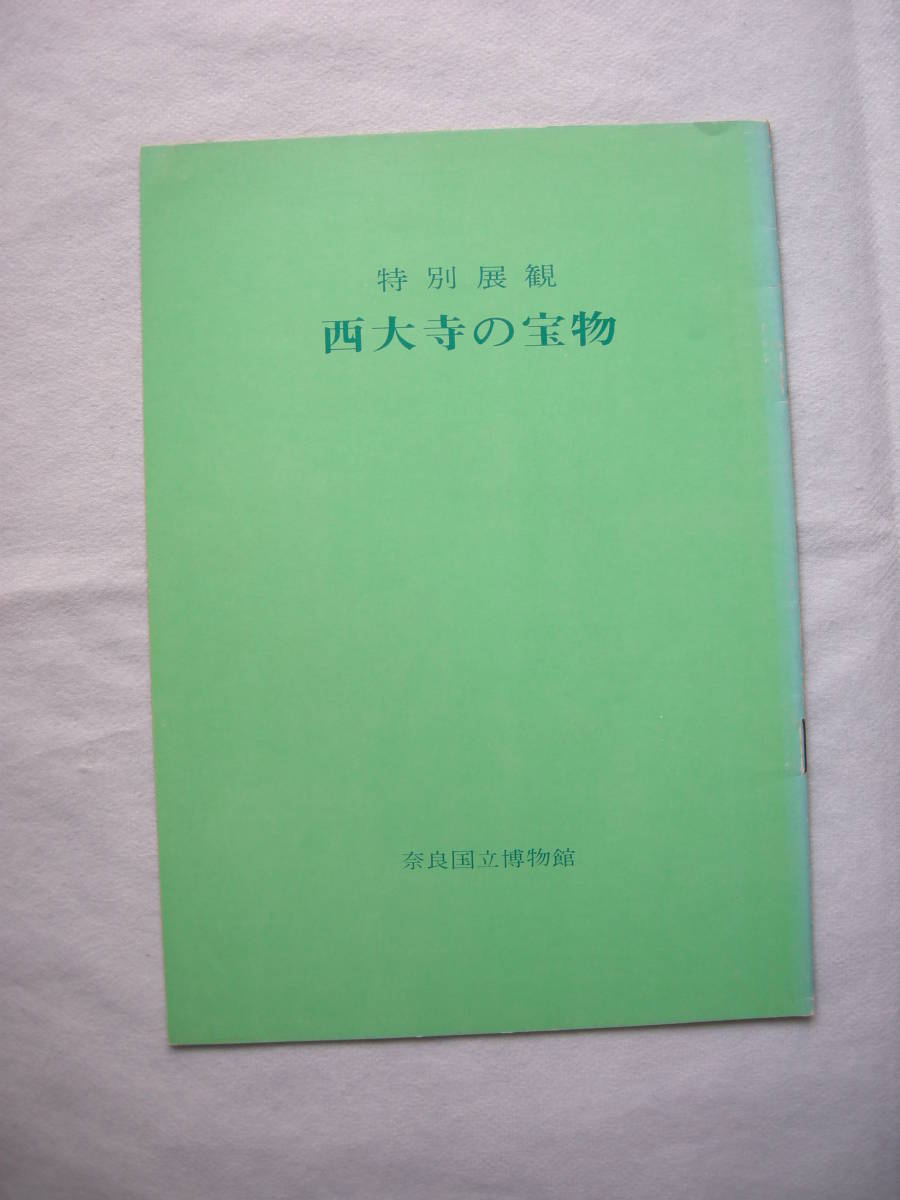 特別展観
西大寺の宝物
奈良国立博物館